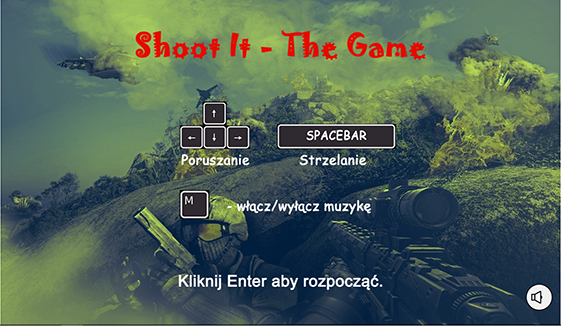 Shoot It - The Game
↑
← ↓ → SPACEBAR
Poruszanie Strzelanie
M - włącz/wyłącz muzykę
Kliknij Enter aby rozpocząć.